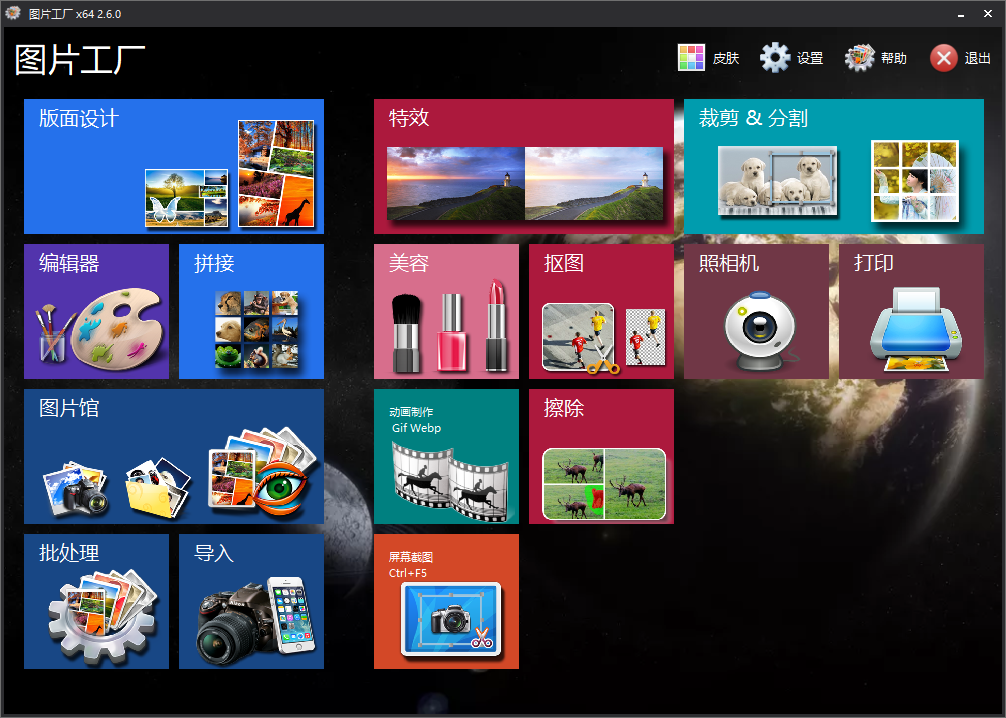 图片工厂 x64 2.6.0
图片工厂
皮肤
设置
帮助
退出
版面设计
特效
裁剪 & 分割
编辑器
拼接
美容
抠图
照相机
打印
图片馆
动画制作
Gif Webp
擦除
批处理
导入
屏幕截图
Ctrl+F5